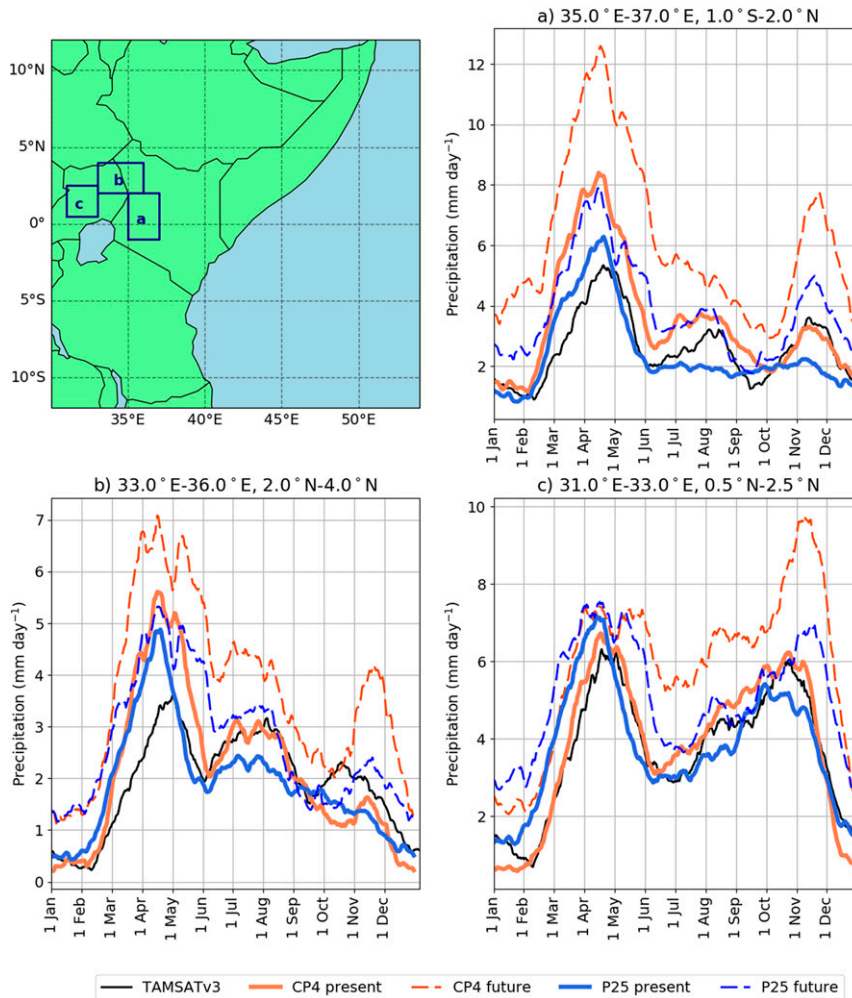 10°N
5°N
0°
5°S
10°S
35°E 40°E 45°E 50°E
b
c
a
a) 35.0°E-37.0°E, 1.0°S-2.0°N
Precipitation (mm day⁻¹)
12
10
8
6
4
2
1 Jan
1 Feb
1 Mar
1 Apr
1 May
1 Jun
1 Jul
1 Aug
1 Sep
1 Oct
1 Nov
1 Dec
b) 33.0°E-36.0°E, 2.0°N-4.0°N
Precipitation (mm day⁻¹)
7
6
5
4
3
2
1
0
1 Jan
1 Feb
1 Mar
1 Apr
1 May
1 Jun
1 Jul
1 Aug
1 Sep
1 Oct
1 Nov
1 Dec
c) 31.0°E-33.0°E, 0.5°N-2.5°N
Precipitation (mm day⁻¹)
10
8
6
4
2
1 Jan
1 Feb
1 Mar
1 Apr
1 May
1 Jun
1 Jul
1 Aug
1 Sep
1 Oct
1 Nov
1 Dec
TAMSATv3 CP4 present CP4 future P25 present P25 future